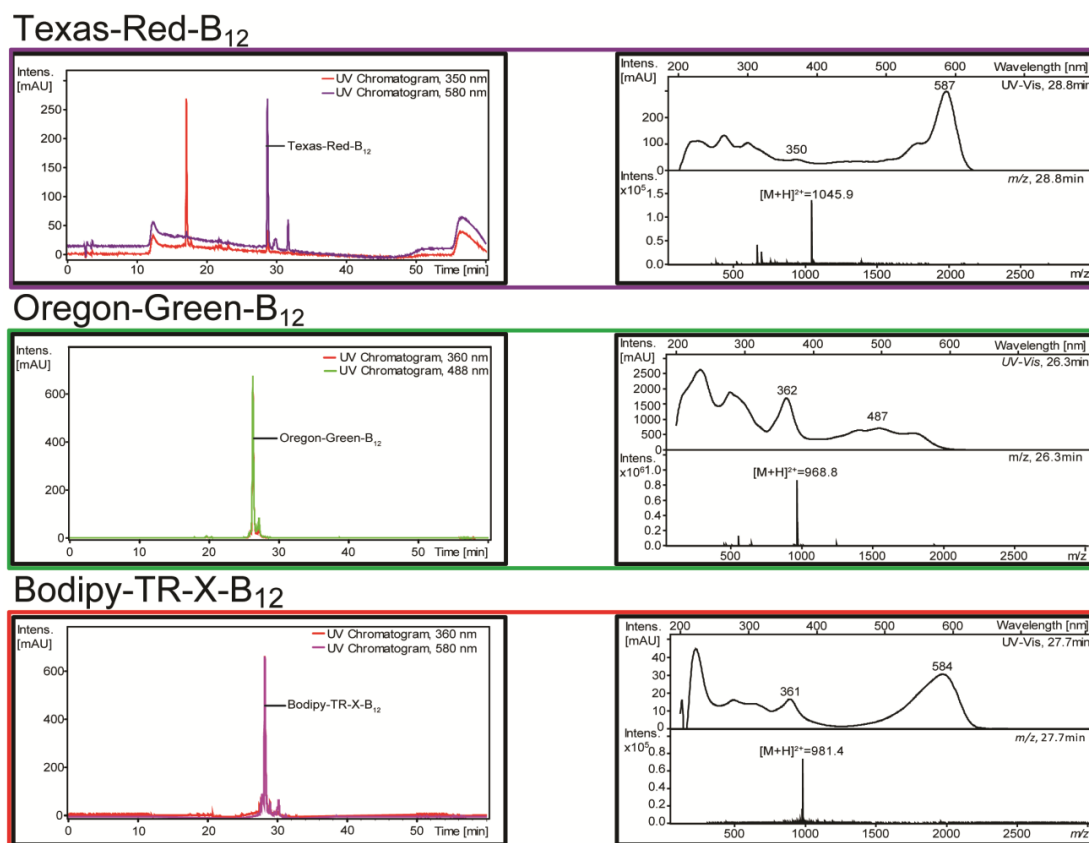 Texas-Red-B12
Intens.
[mAU]
UV Chromatogram, 350 nm
UV Chromatogram, 580 nm
250
200
150
100
50
0
Texas-Red-B12
0 10 20 30 40 50 Time [min]
Intens.
[mAU]
200 300 400 500 600 Wavelength [nm]
UV-Vis, 28.8min
587
350
200
100
0
Intens.
x10⁵
m/z, 28.8min
[M+H]²⁺=1045.9
1.5
1.0
0.5
0.0
500 1000 1500 2000 2500 m/z
Oregon-Green-B12
Intens.
[mAU]
UV Chromatogram, 360 nm
UV Chromatogram, 488 nm
600
400
200
0
Oregon-Green-B12
0 10 20 30 40 50 Time [min]
Intens.
[mAU]
200 300 400 500 600 Wavelength [nm]
UV-Vis, 26.3min
362
487
2500
2000
1500
1000
500
0
Intens.
x10⁶
m/z, 26.3min
[M+H]²⁺=968.8
1.0
0.8
0.6
0.4
0.2
0.0
500 1000 1500 2000 2500 m/z
Bodipy-TR-X-B12
Intens.
[mAU]
UV Chromatogram, 360 nm
UV Chromatogram, 580 nm
600
400
200
0
Bodipy-TR-X-B12
0 10 20 30 40 50 Time [min]
Intens.
[mAU]
200 300 400 500 600 Wavelength [nm]
UV-Vis, 27.7min
361
584
40
30
20
10
0
Intens.
x10⁵
m/z, 27.7min
[M+H]²⁺=981.4
0.8
0.6
0.4
0.2
0.0
500 1000 1500 2000 2500 m/z